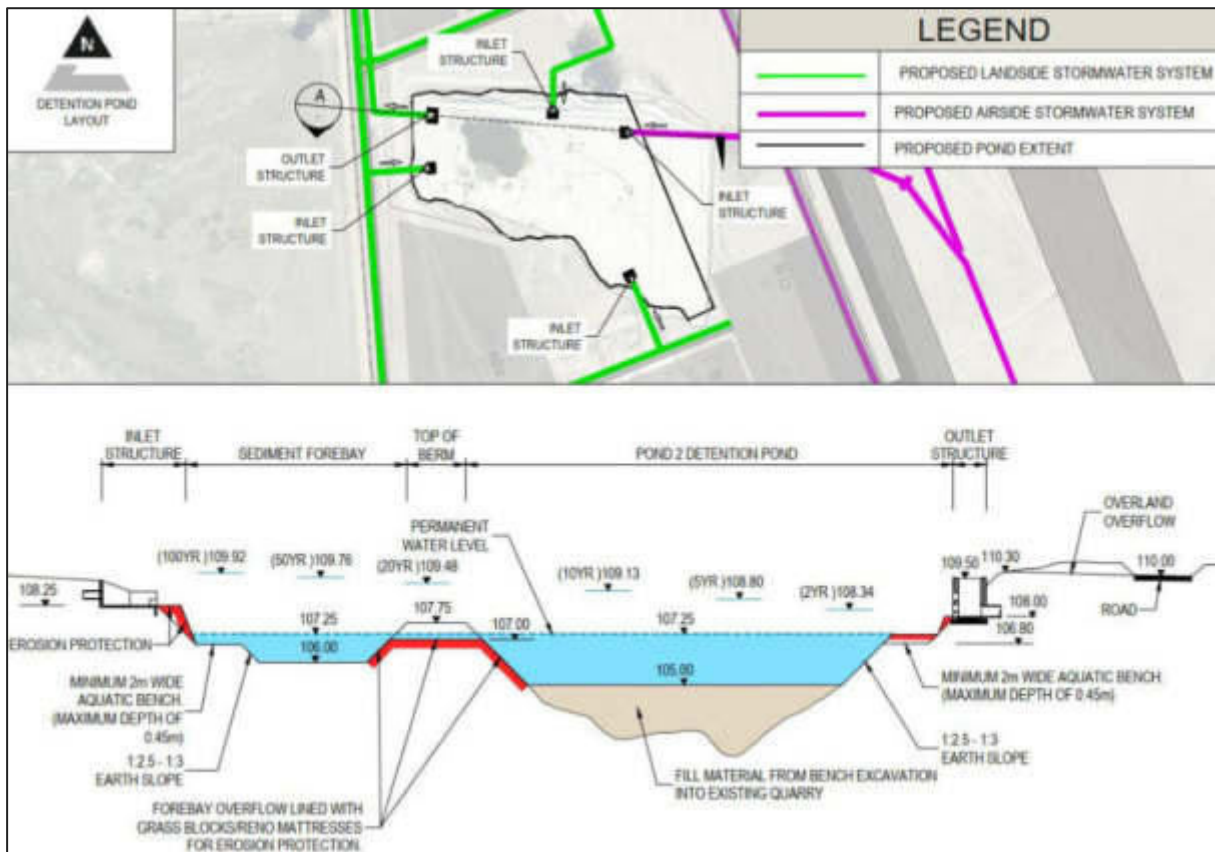 N
DETENTION POND
LAYOUT
A
INLET
STRUCTURE
OUTLET
STRUCTURE
INLET
STRUCTURE
INLET
STRUCTURE
INLET
STRUCTURE
LEGEND
PROPOSED LANDSIDE STORMWATER SYSTEM
PROPOSED AIRSIDE STORMWATER SYSTEM
PROPOSED POND EXTENT
INLET
STRUCTURE
SEDIMENT FOREBAY
TOP OF
BERM
POND 2 DETENTION POND
OUTLET
STRUCTURE
PERMANENT
WATER LEVEL
OVERLAND
OVERFLOW
(100YR )109.92
(50YR )109.76
(20YR )109.48
(10YR )109.13
(5YR )108.80
(2YR )108.34
109.50
110.30
110.00
108.25
107.25
107.75
107.00
107.25
108.00
106.80
ROAD
EROSION PROTECTION
106.00
105.00
MINIMUM 2m WIDE
AQUATIC BENCH
(MAXIMUM DEPTH OF
0.45m)
1:2.5 - 1:3
EARTH SLOPE
MINIMUM 2m WIDE AQUATIC BENCH
(MAXIMUM DEPTH OF 0.45m)
1:2.5 - 1:3
EARTH SLOPE
FILL MATERIAL FROM BENCH EXCAVATION
INTO EXISTING QUARRY
FOREBAY OVERFLOW LINED WITH
GRASS BLOCKS/RENO MATTRESSES
FOR EROSION PROTECTION.